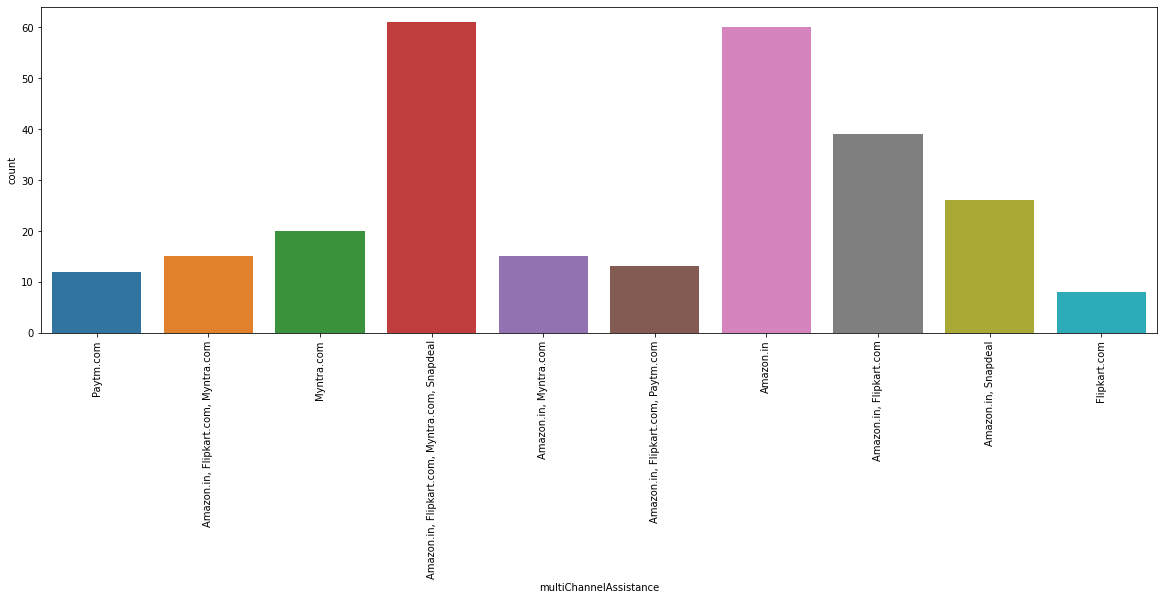 60
50
40
30
20
10
0
count
Paytm.com
Amazon.in, Flipkart.com, Myntra.com
Myntra.com
Amazon.in, Flipkart.com, Myntra.com, Snapdeal
Amazon.in, Myntra.com
Amazon.in, Flipkart.com, Paytm.com
Amazon.in
Amazon.in, Flipkart.com
Amazon.in, Snapdeal
Flipkart.com
multiChannelAssistance